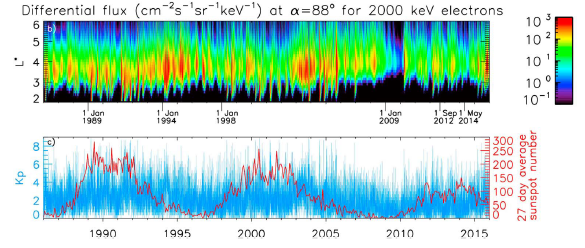 Differential flux (cm⁻²s⁻¹sr⁻¹keV⁻¹) at α=88° for 2000 keV electrons
b)
L*
6
5
4
3
2
10³
10²
10¹
10⁰
10⁻¹
1 Jan 1 Jan 1 Jan 1 Jan 1 Sep 1 May
1989 1994 1998 2009 2012 2014
c)
Kp
8
6
4
2
0
300
250
200
150
100
50
0
27 day average
sunspot number
1990 1995 2000 2005 2010 2015